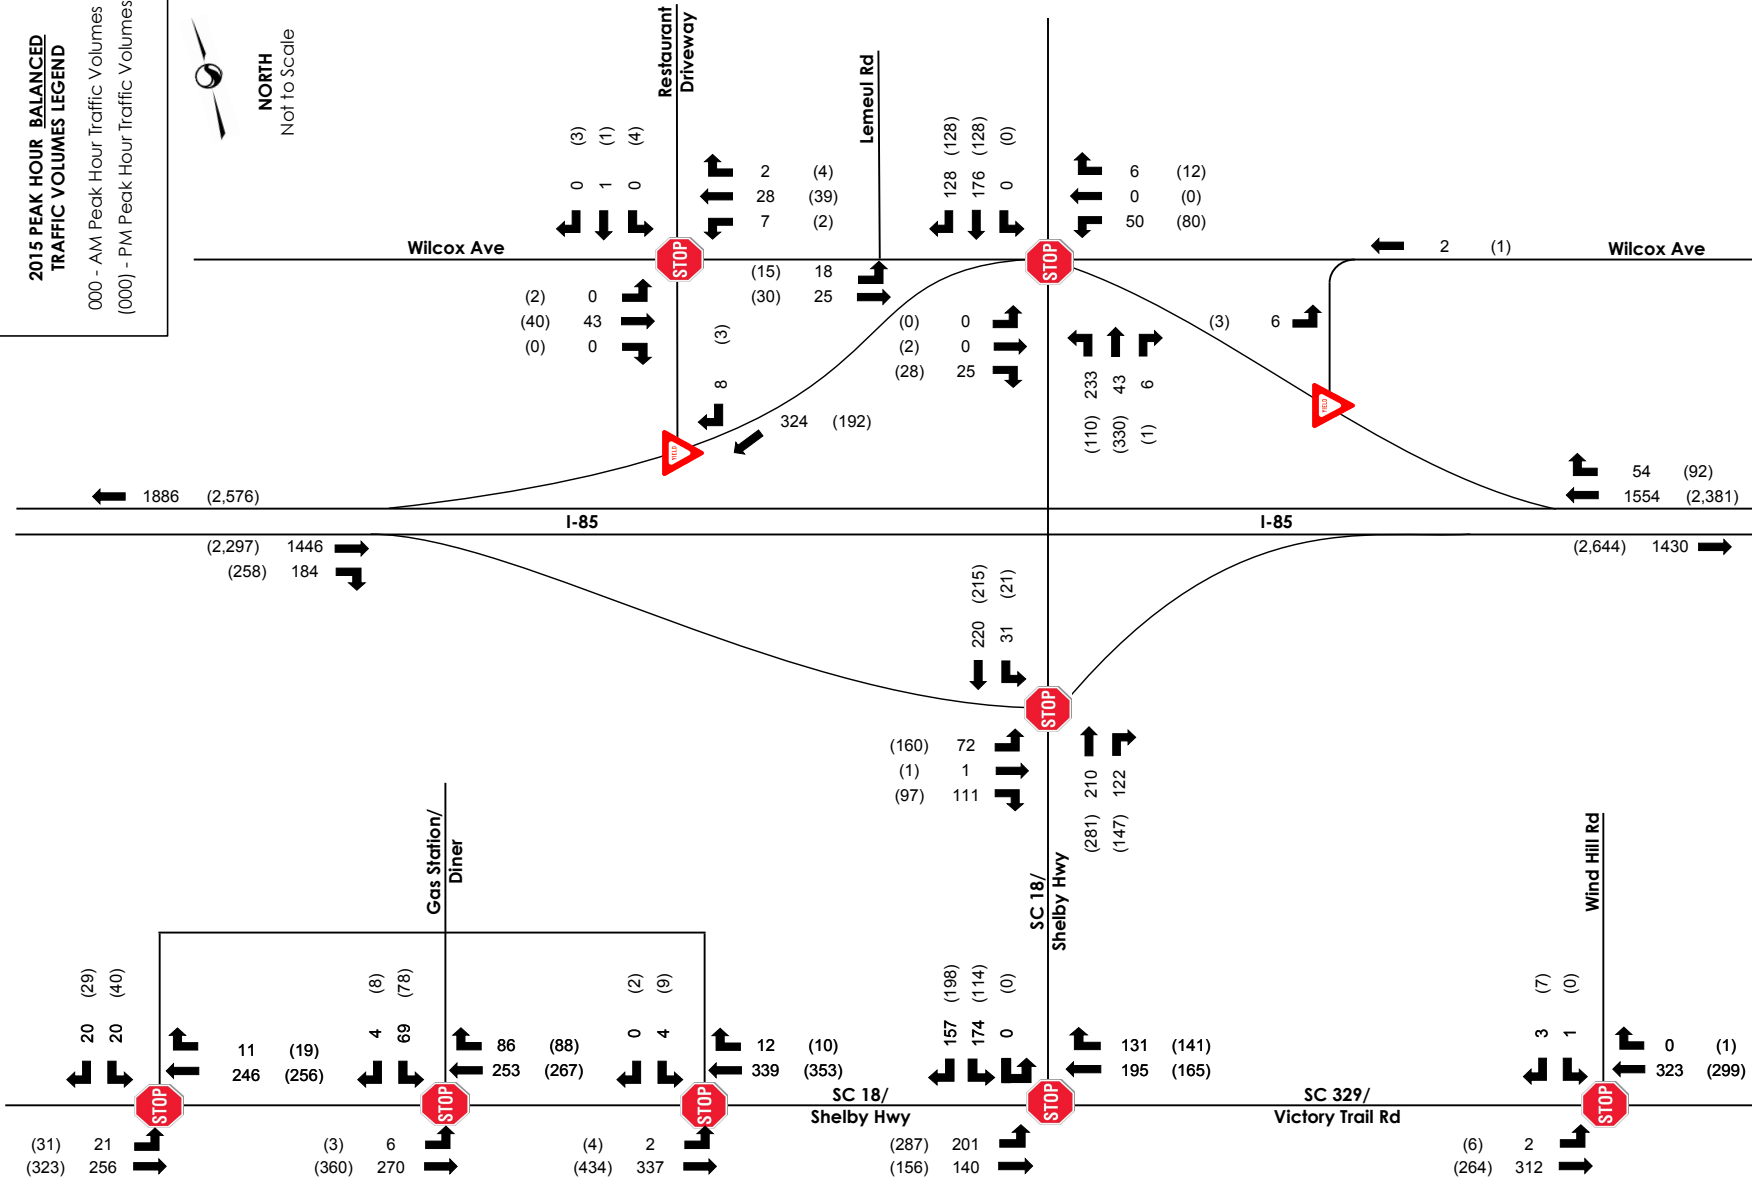 2015 PEAK HOUR BALANCED
TRAFFIC VOLUMES LEGEND
000 - AM Peak Hour Traffic Volumes
(000) - PM Peak Hour Traffic Volumes
NORTH
Not to Scale
Restaurant
Driveway
Lemeul Rd
(3) (1) (4)
0 1 0
2 (4)
28 (39)
7 (2)
(128) (128) (0)
128 176 0
6 (12)
0 (0)
50 (80)
Wilcox Ave
STOP
STOP
2 (1)
Wilcox Ave
(2) 0
(40) 43
(0) 0
(15) 18
(30) 25
(0) 0
(2) 0
(28) 25
233 43 6
(110) (330) (1)
(3) 6
YIELD
(3)
8
324 (192)
YIELD
54 (92)
1554 (2,381)
1886 (2,576)
I-85
I-85
(2,297) 1446
(258) 184
(2,644) 1430
(215) (21)
220 31
STOP
(160) 72
(1) 1
(97) 111
210 122
(281) (147)
Gas Station/
Diner
SC 18/
Shelby Hwy
Wind Hill Rd
(29) (40)
20 20
11 (19)
246 (256)
(8) (78)
4 69
86 (88)
253 (267)
(2) (9)
0 4
12 (10)
339 (353)
(198) (114) (0)
157 174 0
131 (141)
195 (165)
(7) (0)
3 1
0 (1)
323 (299)
STOP
STOP
STOP
SC 18/
Shelby Hwy
STOP
SC 329/
Victory Trail Rd
STOP
(31) 21
(323) 256
(3) 6
(360) 270
(4) 2
(434) 337
(287) 201
(156) 140
(6) 2
(264) 312